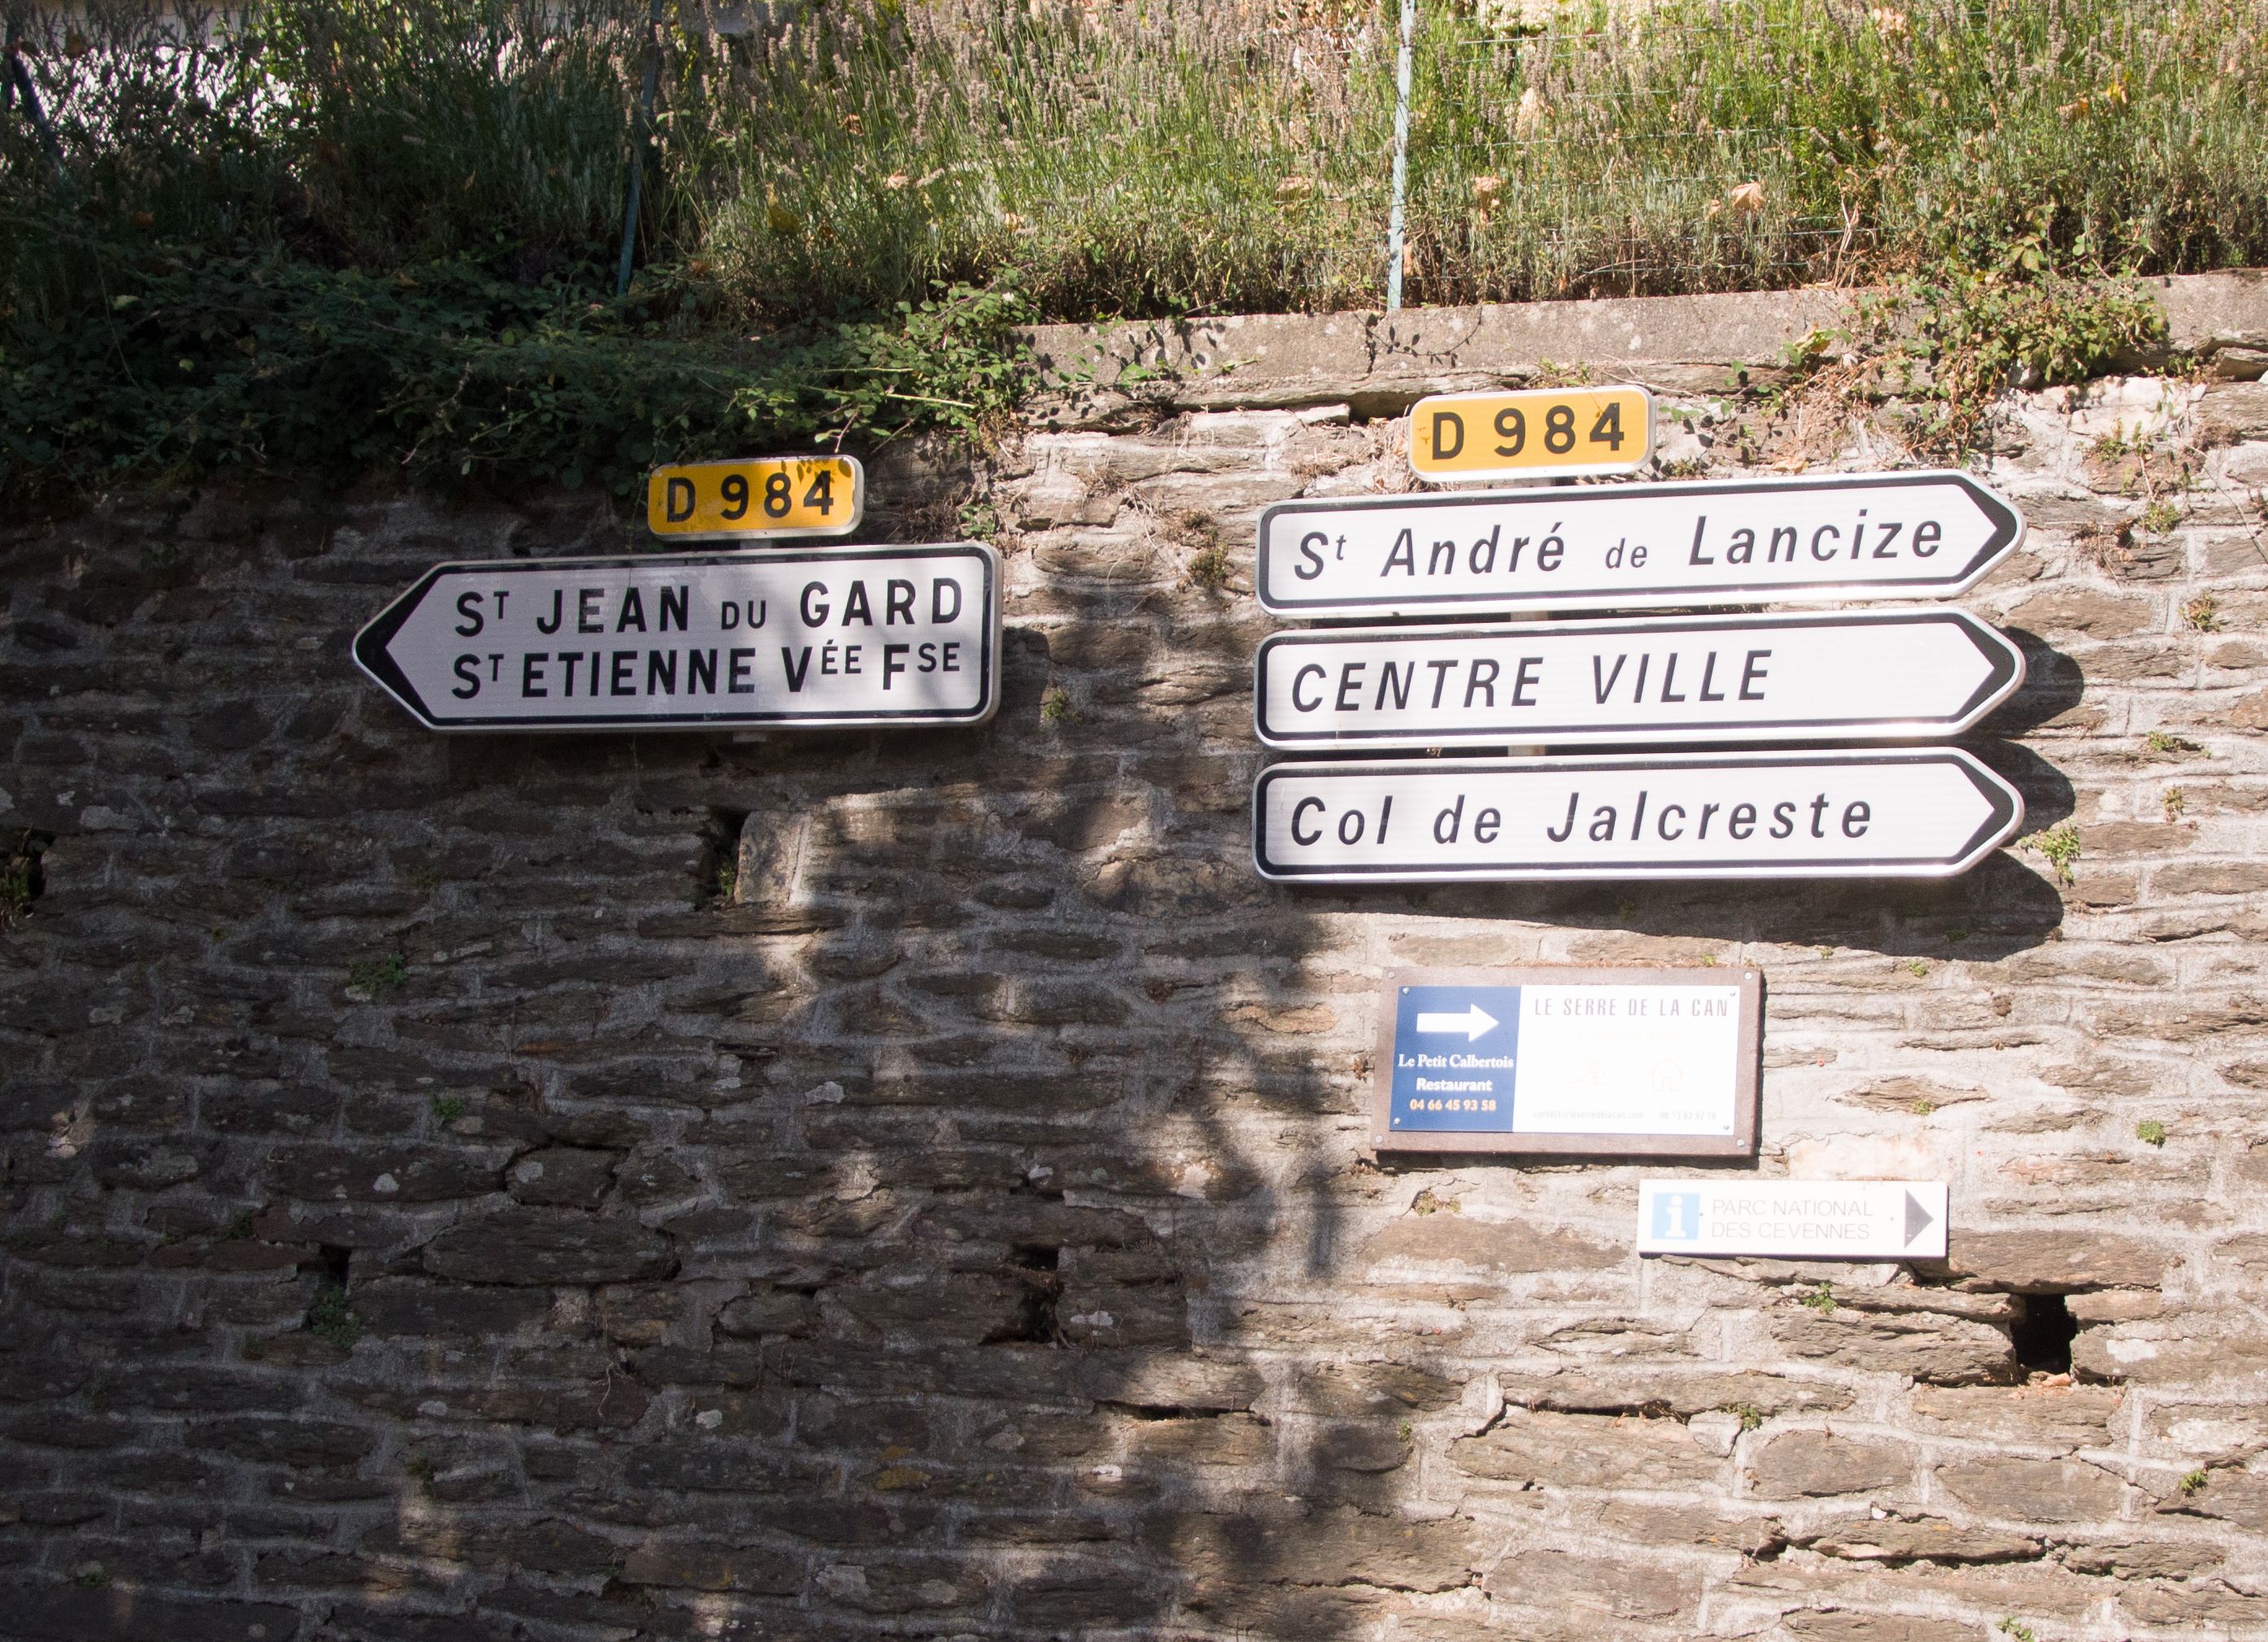 D 984
ST JEAN DU GARD
ST ETIENNE VÉE FSE
D 984
St André de Lancize
CENTRE VILLE
Col de Jalcreste
LE SERRE DE LA CAN
Le Petit Calbertois
Restaurant
04 66 45 93 58
i PARC NATIONAL
DES CEVENNES